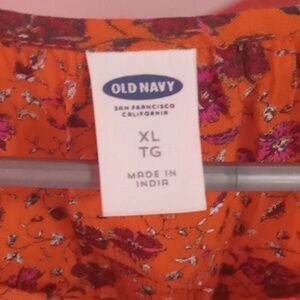 OLD NAVY
SAN FRANCISCO
CALIFORNIA
XL
TG
MADE IN
INDIA